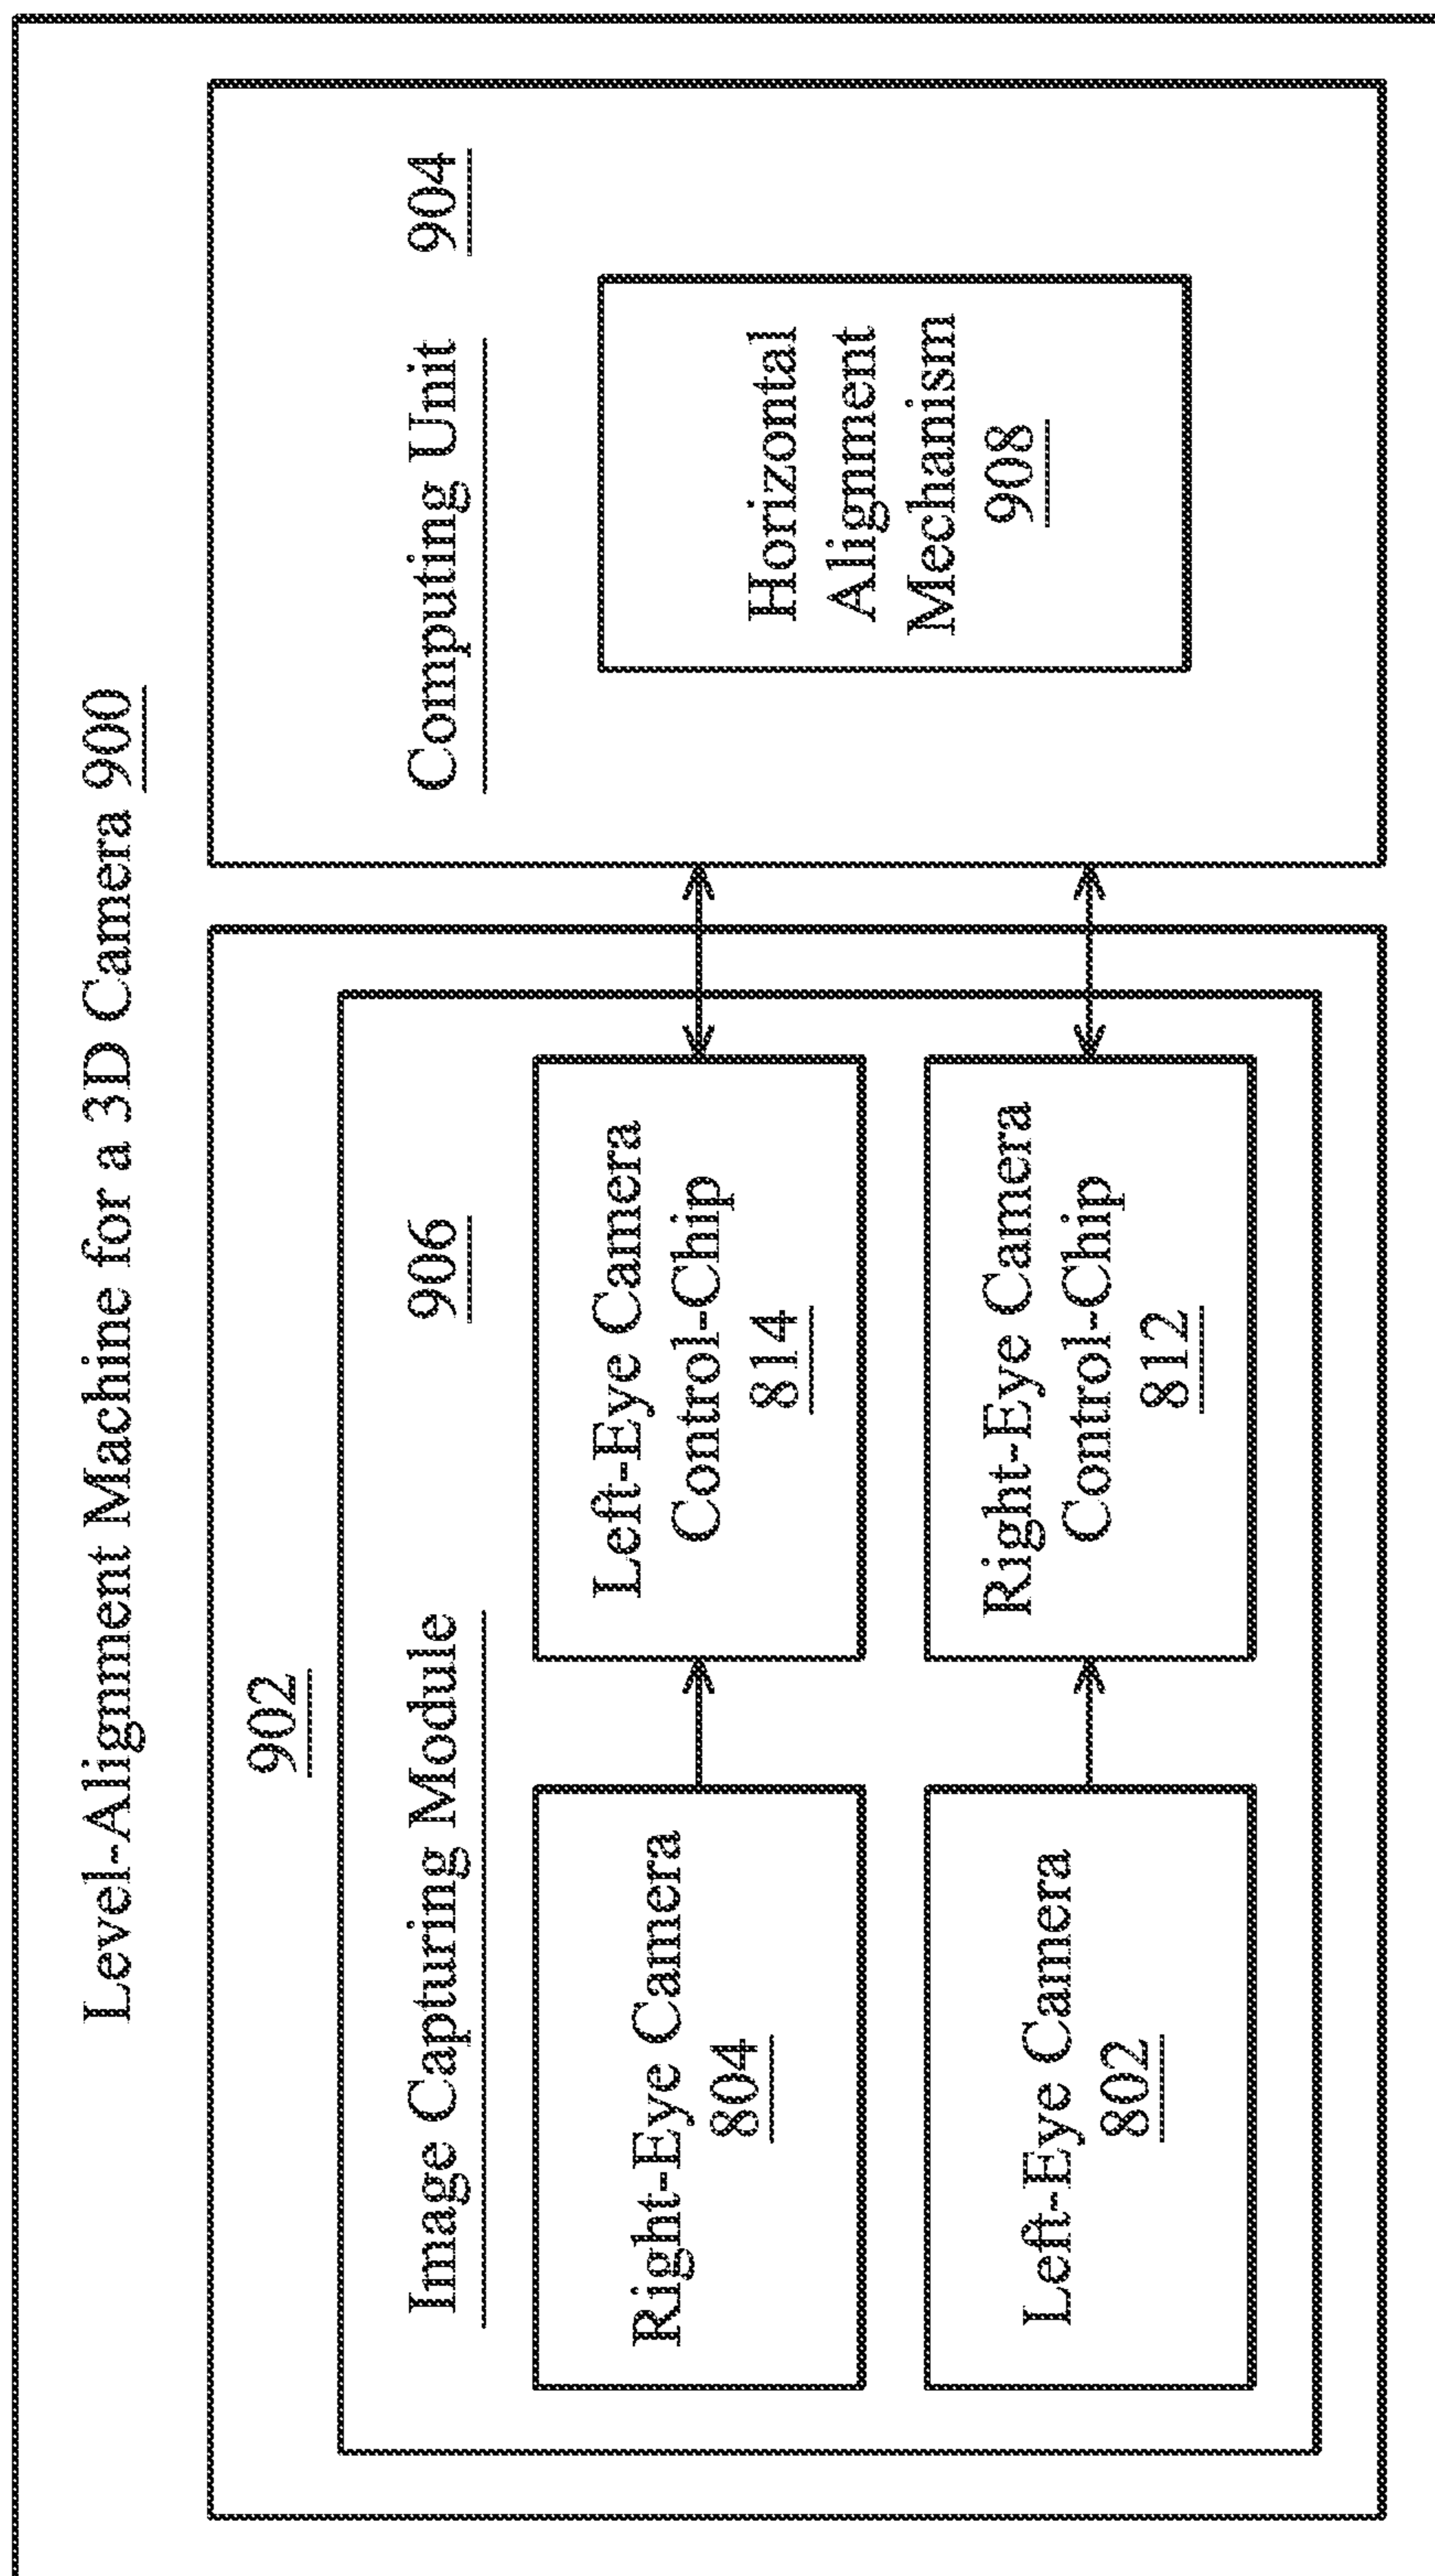 Level-Alignment Machine for a 3D Camera 900
902
Image Capturing Module 906
Right-Eye Camera
804
Left-Eye Camera
Control-Chip
814
Left-Eye Camera
802
Right-Eye Camera
Control-Chip
812
Computing Unit 904
Horizontal
Alignment
Mechanism
908